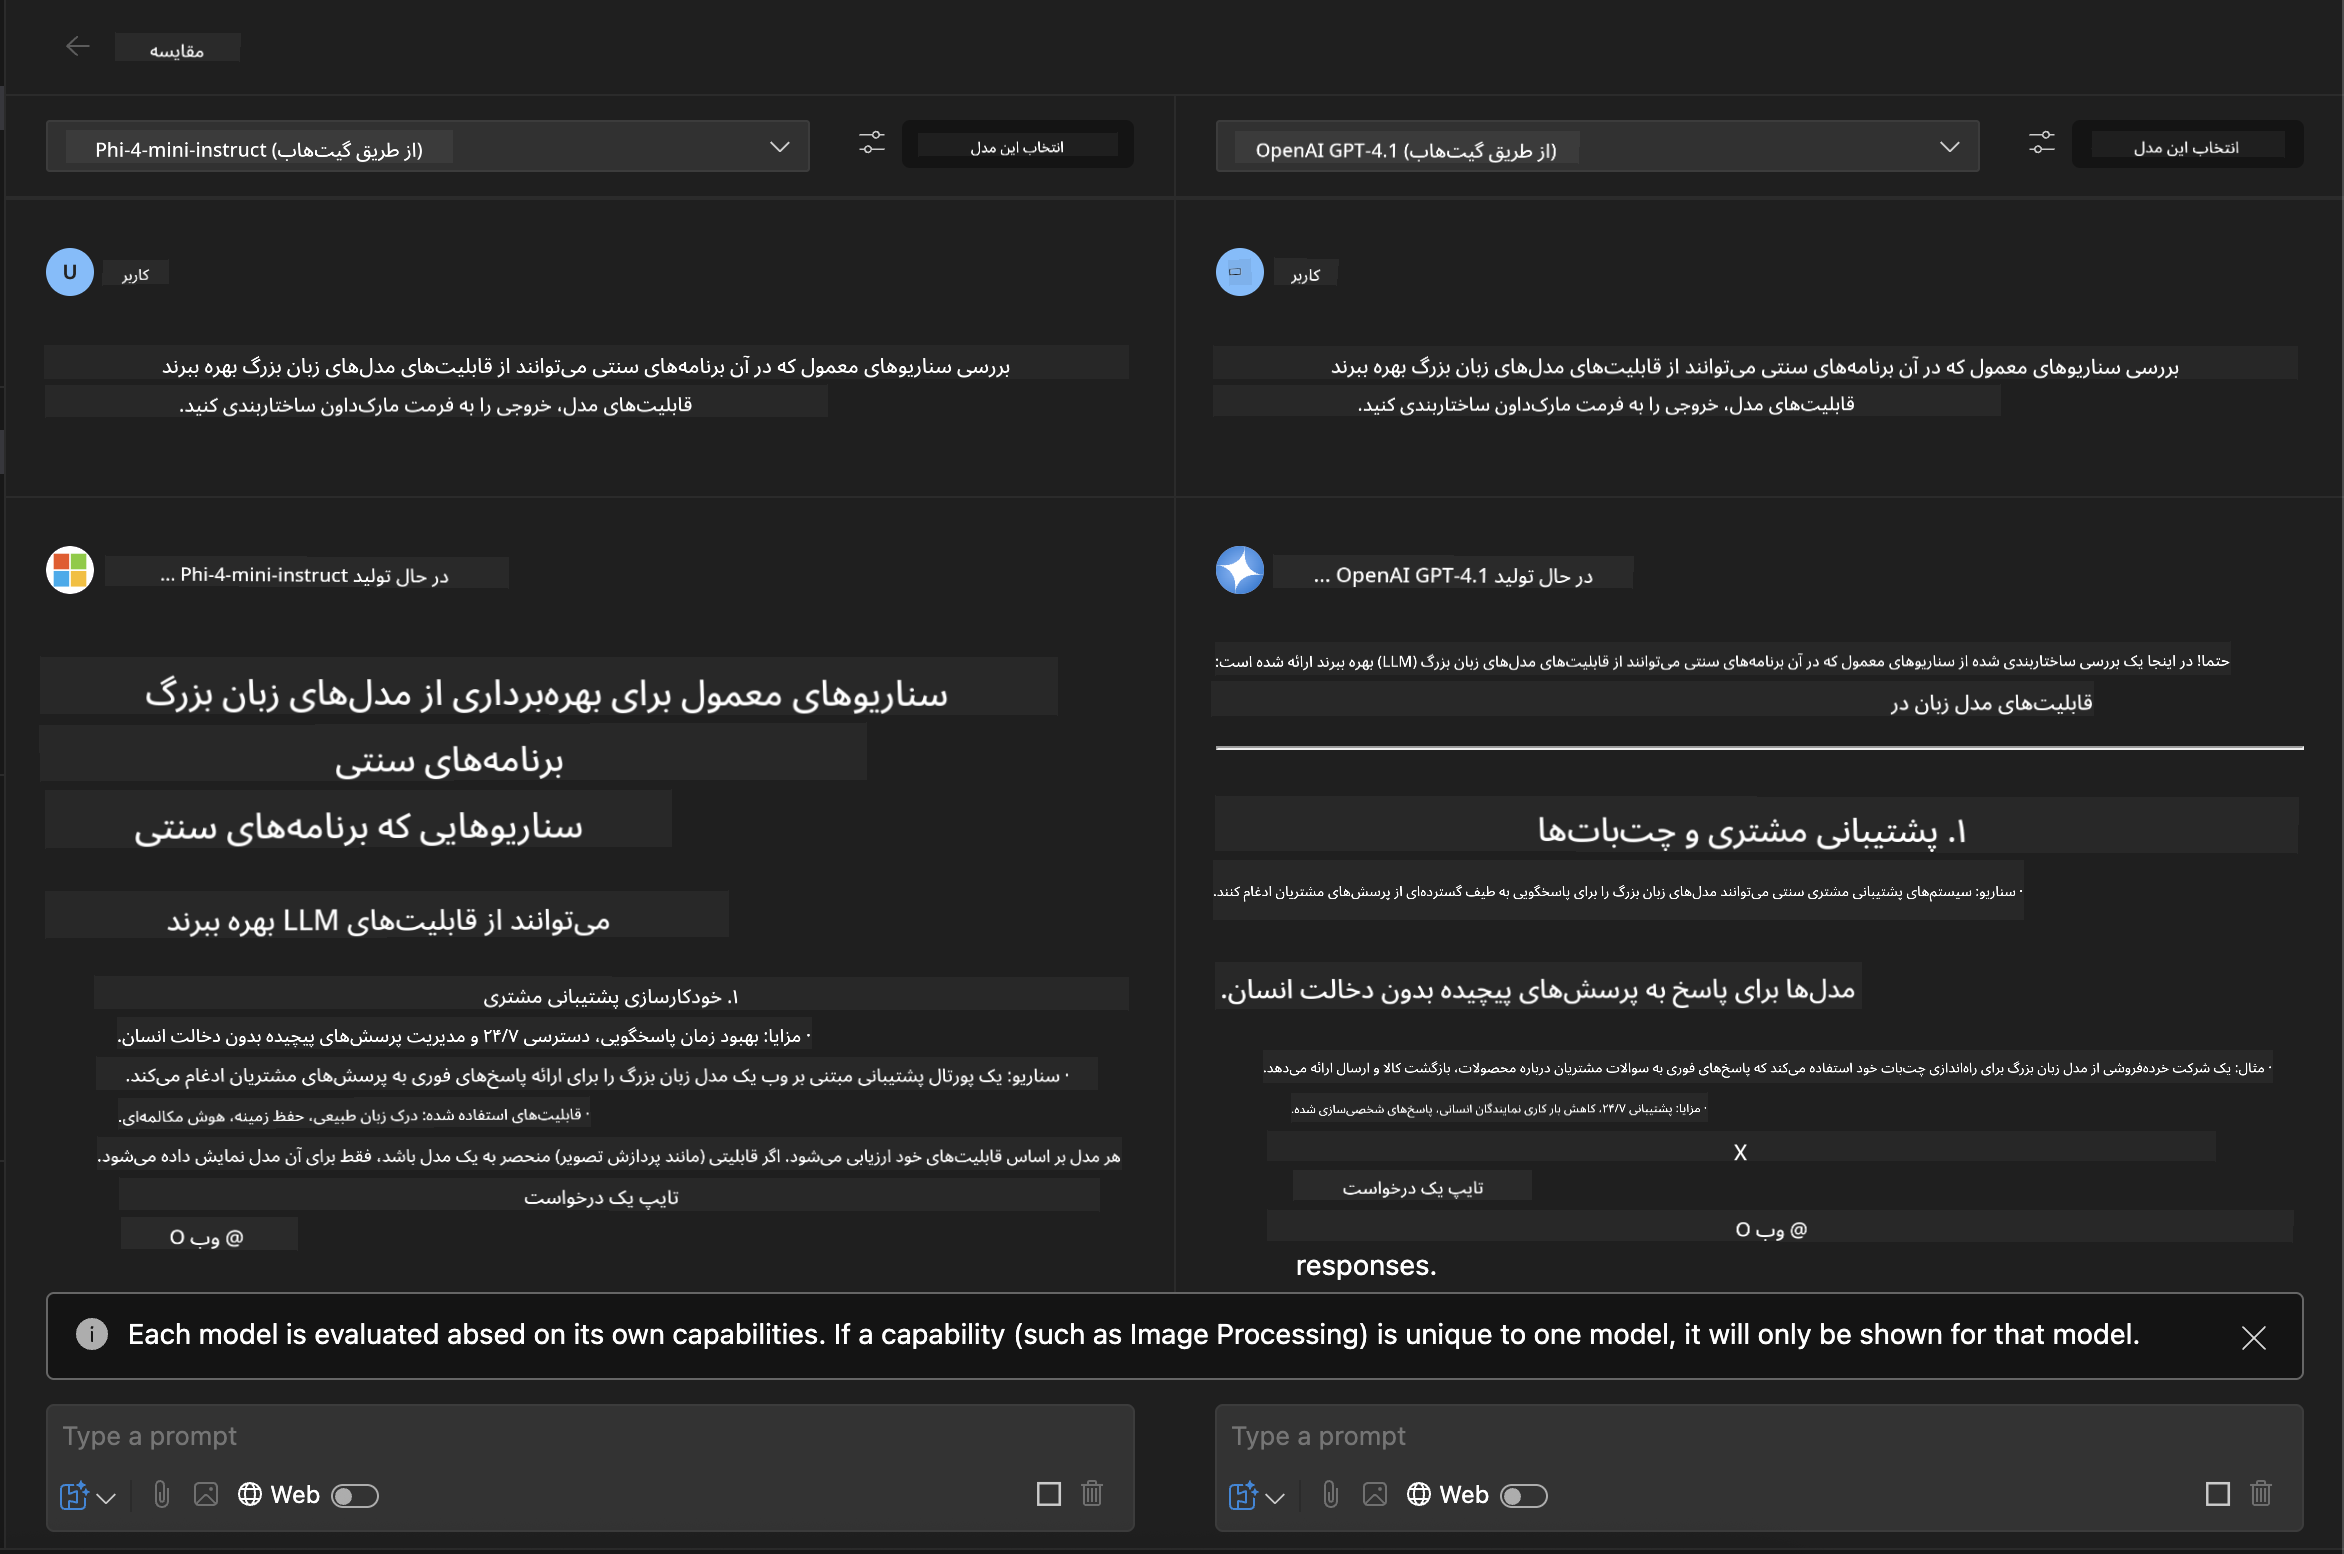 مقایسه
Phi-4-mini-instruct (از طریق گیت‌هاب)
انتخاب این مدل
OpenAI GPT-4.1 (از طریق گیت‌هاب)
انتخاب این مدل
U
کاربر
بررسی سناریوهای معمول که در آن برنامه‌های سنتی می‌توانند از قابلیت‌های مدل‌های زبان بزرگ بهره ببرند
قابلیت‌های مدل، خروجی را به فرمت مارک‌داون ساختاربندی کنید.
در حال تولید Phi-4-mini-instruct ...
سناریوهای معمول برای بهره‌برداری از مدل‌های زبان بزرگ
برنامه‌های سنتی
سناریوهایی که برنامه‌های سنتی
می‌توانند از قابلیت‌های LLM بهره ببرند
۱. خودکارسازی پشتیبانی مشتری
· مزایا: بهبود زمان پاسخگویی، دسترسی ۲۴/۷ و مدیریت پرسش‌های پیچیده بدون دخالت انسان.
· سناریو: یک پورتال پشتیبانی مبتنی بر وب یک مدل زبان بزرگ را برای ارائه پاسخ‌های فوری به پرسش‌های مشتریان ادغام می‌کند.
· قابلیت‌های استفاده شده: درک زبان طبیعی، حفظ زمینه، هوش مکالمه‌ای.
هر مدل بر اساس قابلیت‌های خود ارزیابی می‌شود. اگر قابلیتی (مانند پردازش تصویر) منحصر به یک مدل باشد، فقط برای آن مدل نمایش داده می‌شود.
تایپ یک درخواست
@ وب O
کاربر
بررسی سناریوهای معمول که در آن برنامه‌های سنتی می‌توانند از قابلیت‌های مدل‌های زبان بزرگ بهره ببرند
قابلیت‌های مدل، خروجی را به فرمت مارک‌داون ساختاربندی کنید.
در حال تولید OpenAI GPT-4.1 ...
حتما! در اینجا یک بررسی ساختاربندی شده از سناریوهای معمول که در آن برنامه‌های سنتی می‌توانند از قابلیت‌های مدل‌های زبان بزرگ (LLM) بهره ببرند ارائه شده است:
قابلیت‌های مدل زبان در
۱. پشتیبانی مشتری و چت‌بات‌ها
· سناریو: سیستم‌های پشتیبانی مشتری سنتی می‌توانند مدل‌های زبان بزرگ را برای پاسخگویی به طیف گسترده‌ای از پرسش‌های مشتریان ادغام کنند.
مدل‌ها برای پاسخ به پرسش‌های پیچیده بدون دخالت انسان.
· مثال: یک شرکت خرده‌فروشی از مدل زبان بزرگ برای راه‌اندازی چت‌بات خود استفاده می‌کند که پاسخ‌های فوری به سوالات مشتریان درباره محصولات، بازگشت کالا و ارسال ارائه می‌دهد.
· مزایا: پشتیبانی ۲۴/۷، کاهش بار کاری نمایندگان انسانی، پاسخ‌های شخصی‌سازی شده.
X
تایپ یک درخواست
@ وب O
responses.
Each model is evaluated absed on its own capabilities. If a capability (such as Image Processing) is unique to one model, it will only be shown for that model.
Type a prompt
Web
Type a prompt
Web